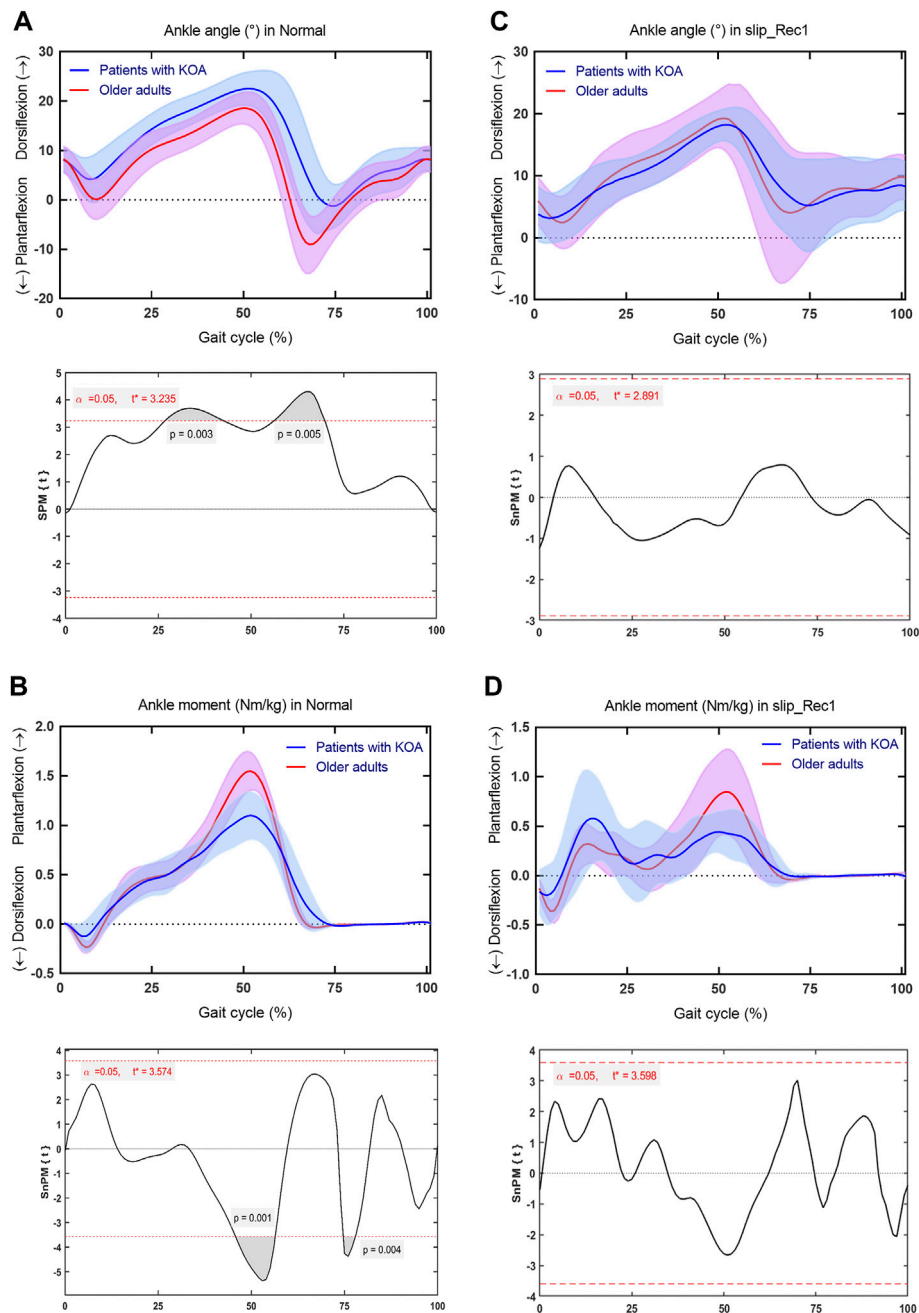 A
Ankle angle (°) in Normal
(←) Plantarflexion Dorsiflexion (→)
30
20
10
0
-10
-20
Patients with KOA
Older adults
0 25 50 75 100
Gait cycle (%)
SPM { t }
5
4
3
2
1
0
-1
-2
-3
-4
α =0.05, t* = 3.235
p = 0.003
p = 0.005
0 25 50 75 100
B
Ankle moment (Nm/kg) in Normal
(←) Dorsiflexion Plantarflexion (→)
2.0
1.5
1.0
0.5
0.0
-0.5
Patients with KOA
Older adults
0 25 50 75 100
Gait cycle (%)
SnPM { t }
4
3
2
1
0
-1
-2
-3
-4
-5
α =0.05, t* = 3.574
p = 0.001
p = 0.004
0 25 50 75 100
C
Ankle angle (°) in slip_Rec1
(←) Plantarflexion Dorsiflexion (→)
30
20
10
0
-10
Patients with KOA
Older adults
0 25 50 75 100
Gait cycle (%)
SnPM { t }
3
2
1
0
-1
-2
-3
α =0.05, t* = 2.891
0 25 50 75 100
D
Ankle moment (Nm/kg) in slip_Rec1
(←) Dorsiflexion Plantarflexion (→)
1.5
1.0
0.5
0.0
-0.5
-1.0
Patients with KOA
Older adults
0 25 50 75 100
Gait cycle (%)
SnPM { t }
4
3
2
1
0
-1
-2
-3
-4
α =0.05, t* = 3.598
0 25 50 75 100